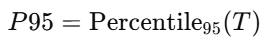 P95 = Percentile₉₅(T)